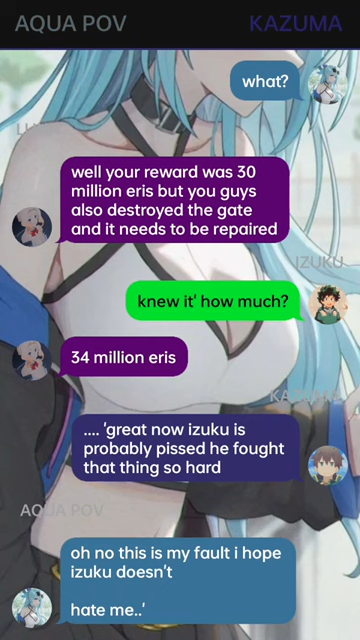 AQUA POV KAZUMA
what?
well your reward was 30
million eris but you guys
also destroyed the gate
and it needs to be repaired
IZUKU
knew it' how much?
34 million eris
.... 'great now izuku is
probably pissed he fought
that thing so hard
AQUA POV
oh no this is my fault i hope
izuku doesn't
hate me..'